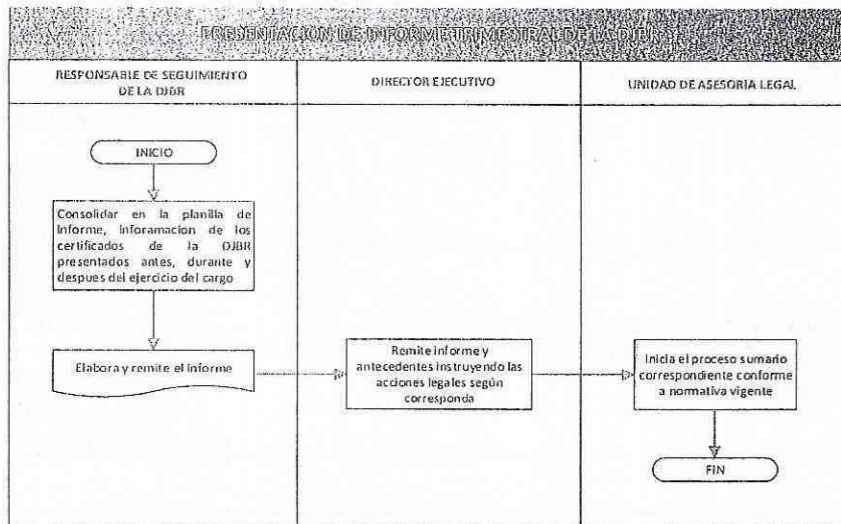 PRESENTACION DE INFORME TRIMESTRAL DE LA DJBR
RESPONSABLE DE SEGUIMIENTO
DE LA DJBR
DIRECTOR EJECUTIVO
UNIDAD DE ASESORIA LEGAL
INICIO
Consolidar en la planilla de
Informe, inforamacion de los
certificados de la DJBR
presentados antes, durante y
despues del ejercicio del cargo
Elabora y remite el informe
Remite informe y
antecedentes instruyendo las
acciones legales según
corresponda
Inicia el proceso sumario
correspondiente conforme
a normativa vigente
FIN